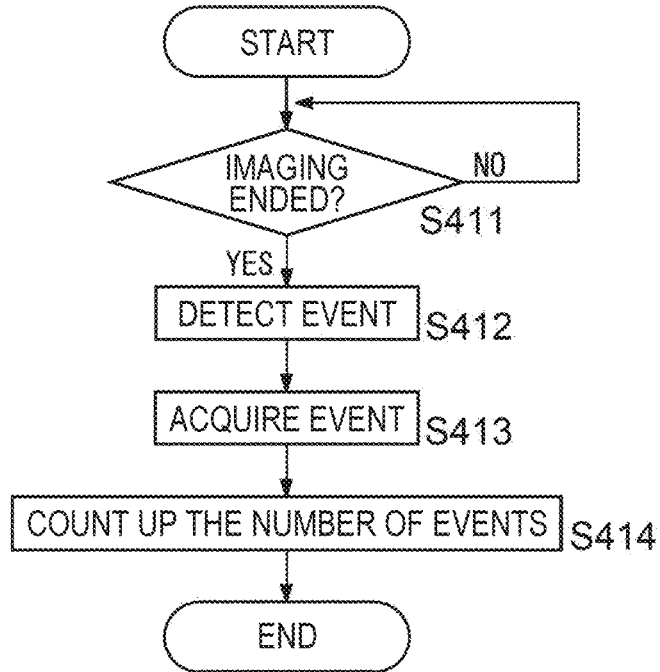 START
IMAGING
ENDED?
NO
S411
YES
DETECT EVENT
S412
ACQUIRE EVENT
S413
COUNT UP THE NUMBER OF EVENTS
S414
END